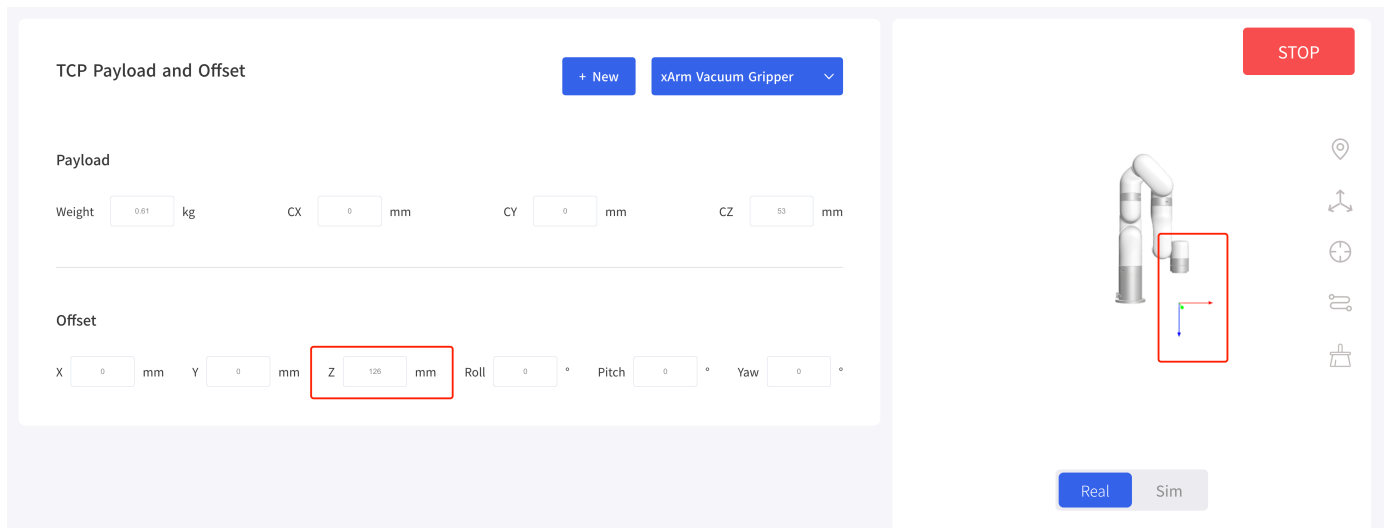 STOP
TCP Payload and Offset
+ New
xArm Vacuum Gripper
Payload
Weight 0.61 kg CX 0 mm CY 0 mm CZ 53 mm
Offset
X 0 mm Y 0 mm Z 126 mm Roll 0 ° Pitch 0 ° Yaw 0 °
Real Sim